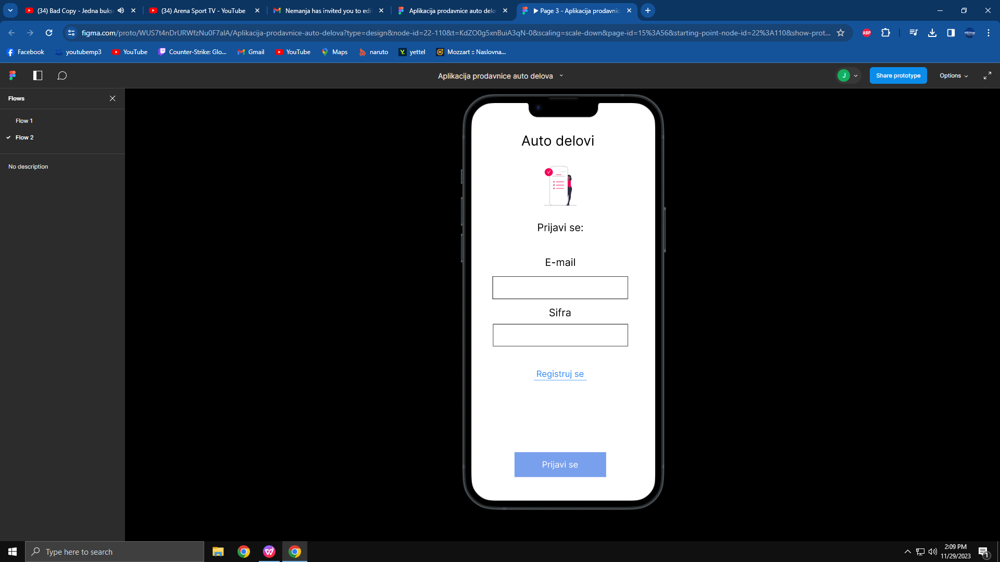 (34) Bad Copy - Jedna buks
(34) Arena Sport TV - YouTube
Nemanja has invited you to edi
Aplikacija prodavnice auto delo
▶ Page 3 - Aplikacija prodavnic
figma.com/proto/WUS7t4nDrURWfzNu0F7alA/Aplikacija-prodavnice-auto-delova?type=design&node-id=22-110&t=KdZO0g5xnBuiA3qN-0&scaling=scale-down&page-id=15%3A56&starting-point-node-id=22%3A110&show-prot...
ABP
Facebook
youtubemp3
YouTube
Counter-Strike: Glo...
Gmail
YouTube
Maps
naruto
yettel
Mozzart :: Naslovna...
Aplikacija prodavnice auto delova
J
Share prototype
Options
Flows
Flow 1
Flow 2
No description
Auto delovi
Prijavi se:
E-mail
Sifra
Registruj se
Prijavi se
Type here to search
2:09 PM
11/29/2023
1